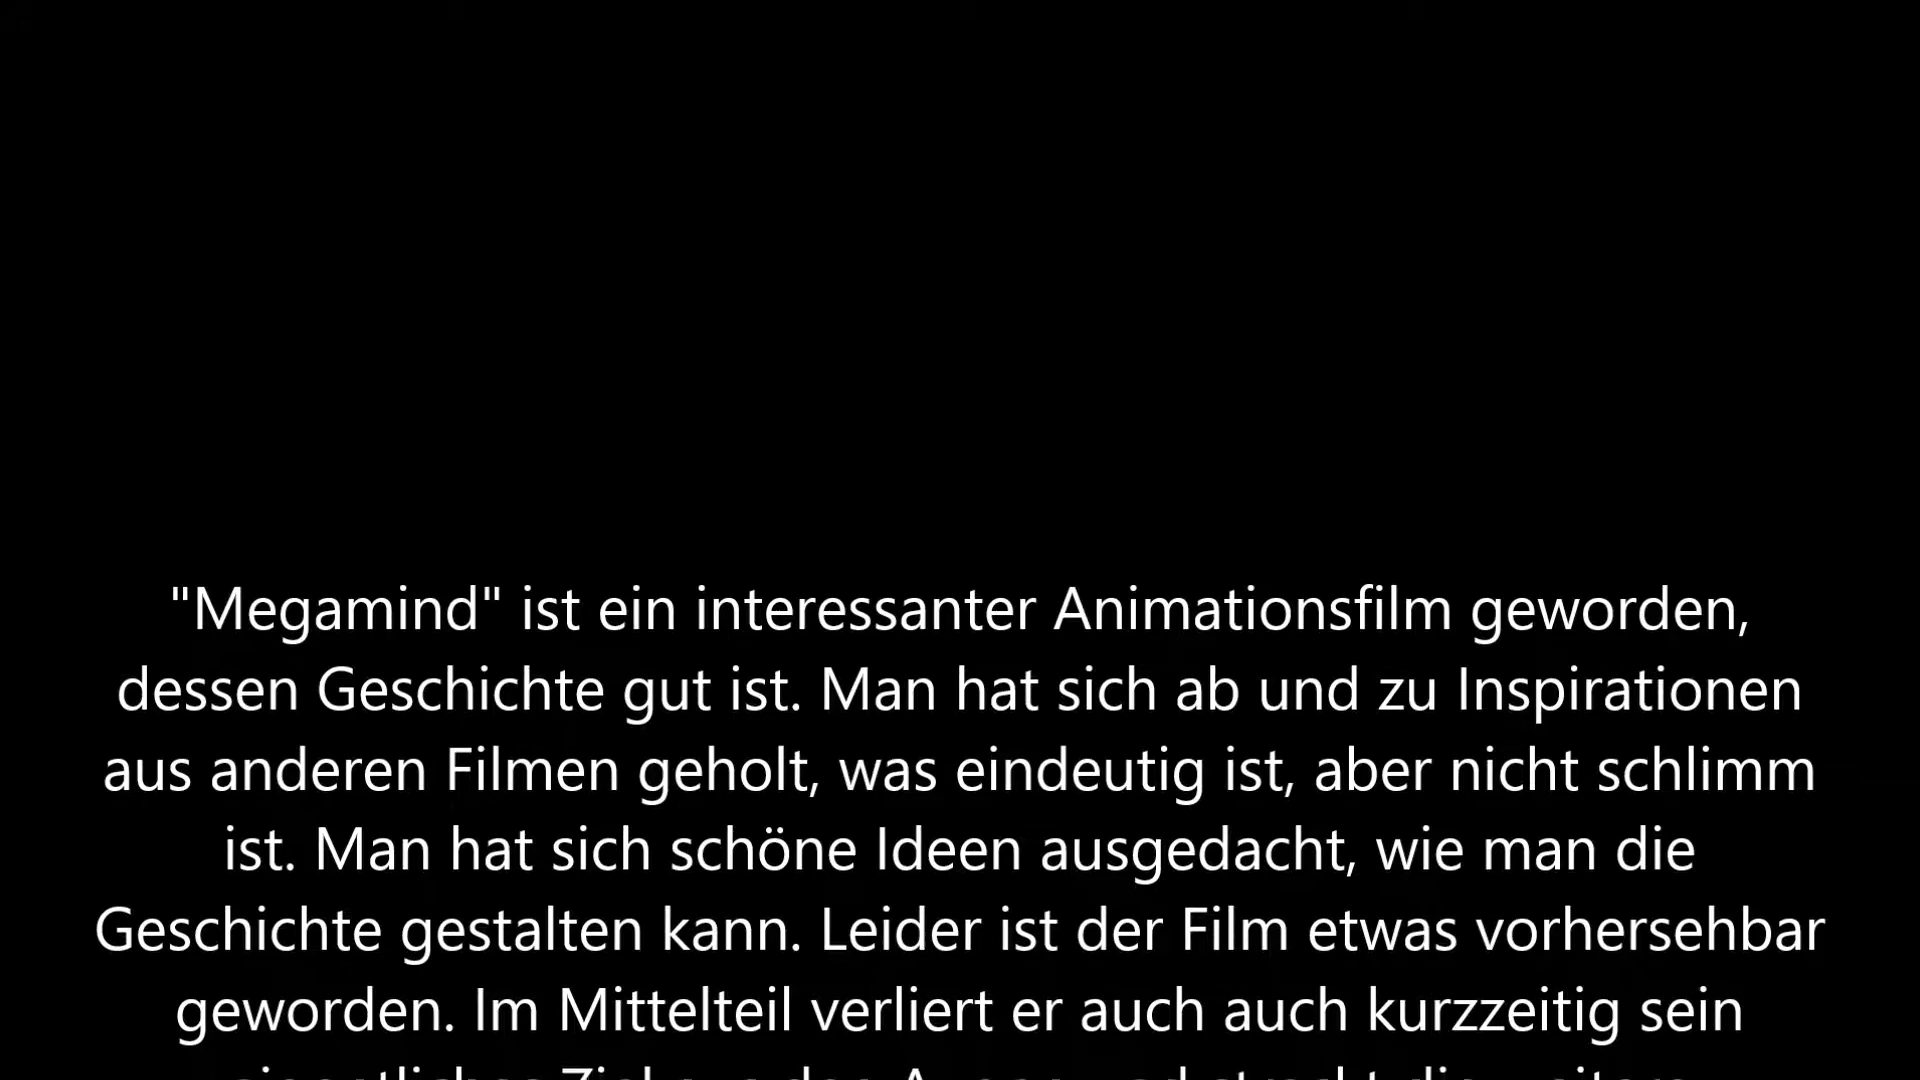 "Megamind" ist ein interessanter Animationsfilm geworden,
dessen Geschichte gut ist. Man hat sich ab und zu Inspirationen
aus anderen Filmen geholt, was eindeutig ist, aber nicht schlimm
ist. Man hat sich schöne Ideen ausgedacht, wie man die
Geschichte gestalten kann. Leider ist der Film etwas vorhersehbar
geworden. Im Mittelteil verliert er auch auch kurzzeitig sein